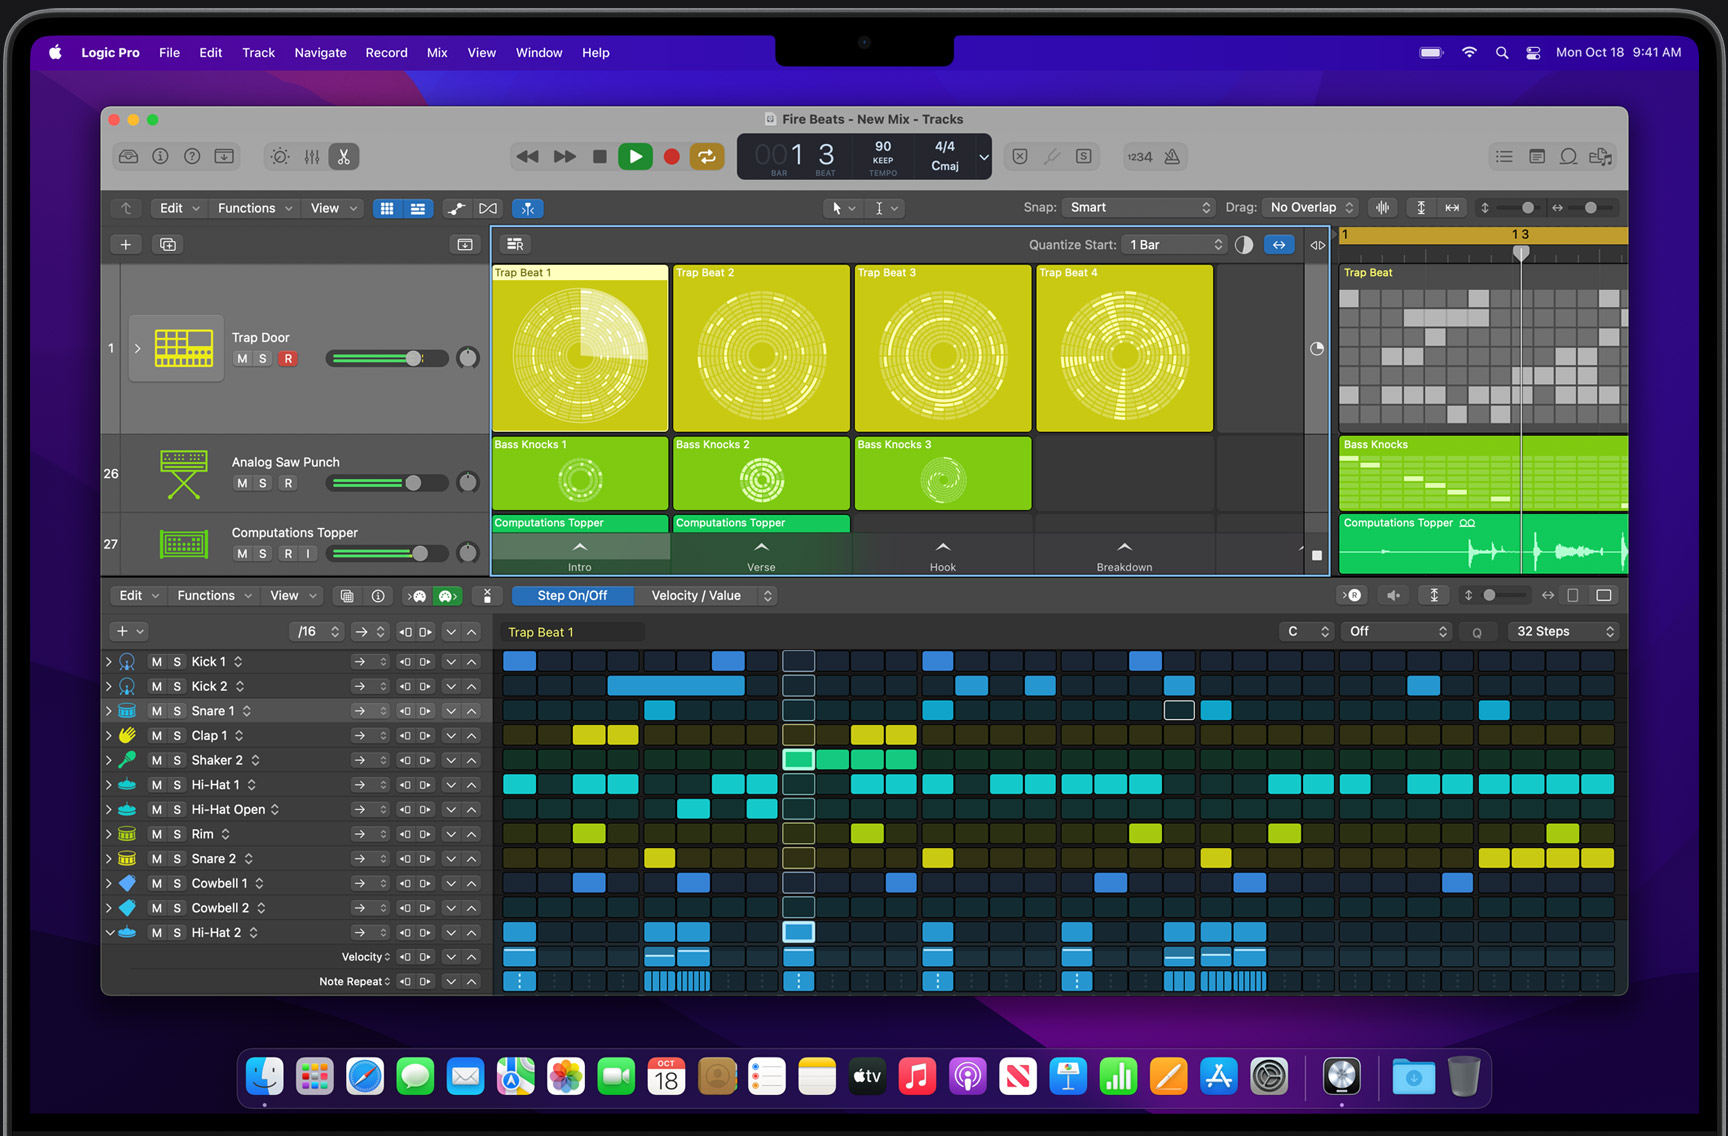 Logic Pro File Edit Track Navigate Record Mix View Window Help
Mon Oct 18 9:41 AM
Fire Beats - New Mix - Tracks
001 3
BAR BEAT
90
KEEP
TEMPO
4/4
Cmaj
1234
Edit Functions View
Snap: Smart
Drag: No Overlap
Quantize Start: 1 Bar
1
1 3
1
Trap Door
M S R
26
Analog Saw Punch
M S R
27
Computations Topper
M S R I
Trap Beat 1
Trap Beat 2
Trap Beat 3
Trap Beat 4
Bass Knocks 1
Bass Knocks 2
Bass Knocks 3
Computations Topper
Computations Topper
Intro
Verse
Hook
Breakdown
Trap Beat
Bass Knocks
Computations Topper
Edit Functions View
Step On/Off
Velocity / Value
/16
Trap Beat 1
C
Off
Q
32 Steps
M S Kick 1
M S Kick 2
M S Snare 1
M S Clap 1
M S Shaker 2
M S Hi-Hat 1
M S Hi-Hat Open
M S Rim
M S Snare 2
M S Cowbell 1
M S Cowbell 2
M S Hi-Hat 2
Velocity
Note Repeat
OCT
18
tv